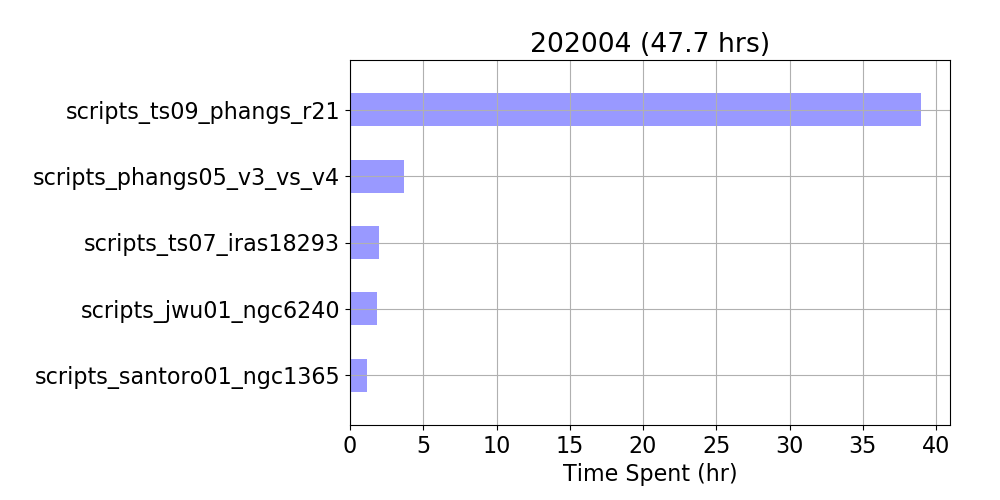 202004 (47.7 hrs)
scripts_ts09_phangs_r21
scripts_phangs05_v3_vs_v4
scripts_ts07_iras18293
scripts_jwu01_ngc6240
scripts_santoro01_ngc1365
0 5 10 15 20 25 30 35 40
Time Spent (hr)